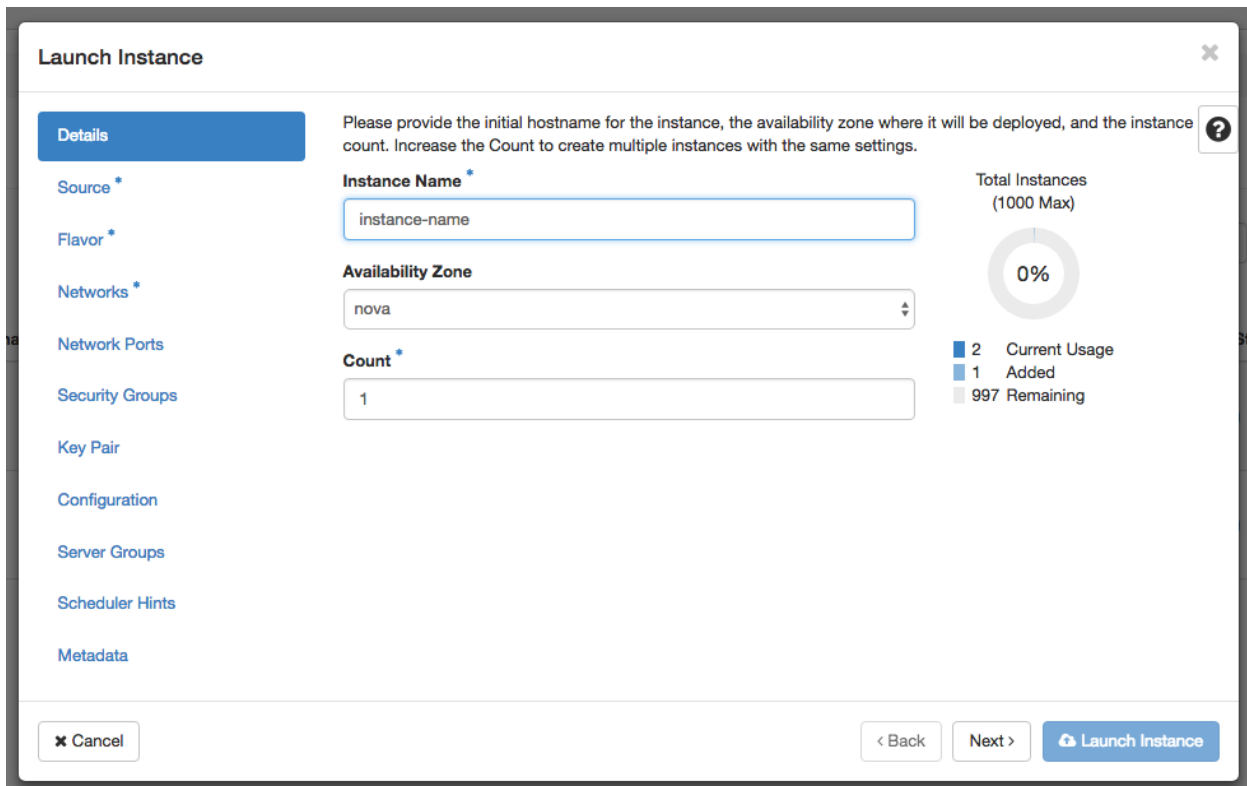 Launch Instance
Details
Source *
Flavor *
Networks *
Network Ports
Security Groups
Key Pair
Configuration
Server Groups
Scheduler Hints
Metadata
Please provide the initial hostname for the instance, the availability zone where it will be deployed, and the instance
count. Increase the Count to create multiple instances with the same settings.
Instance Name *
instance-name
Availability Zone
nova
Count *
1
Total Instances
(1000 Max)
0%
2 Current Usage
1 Added
997 Remaining
Cancel
< Back
Next >
Launch Instance